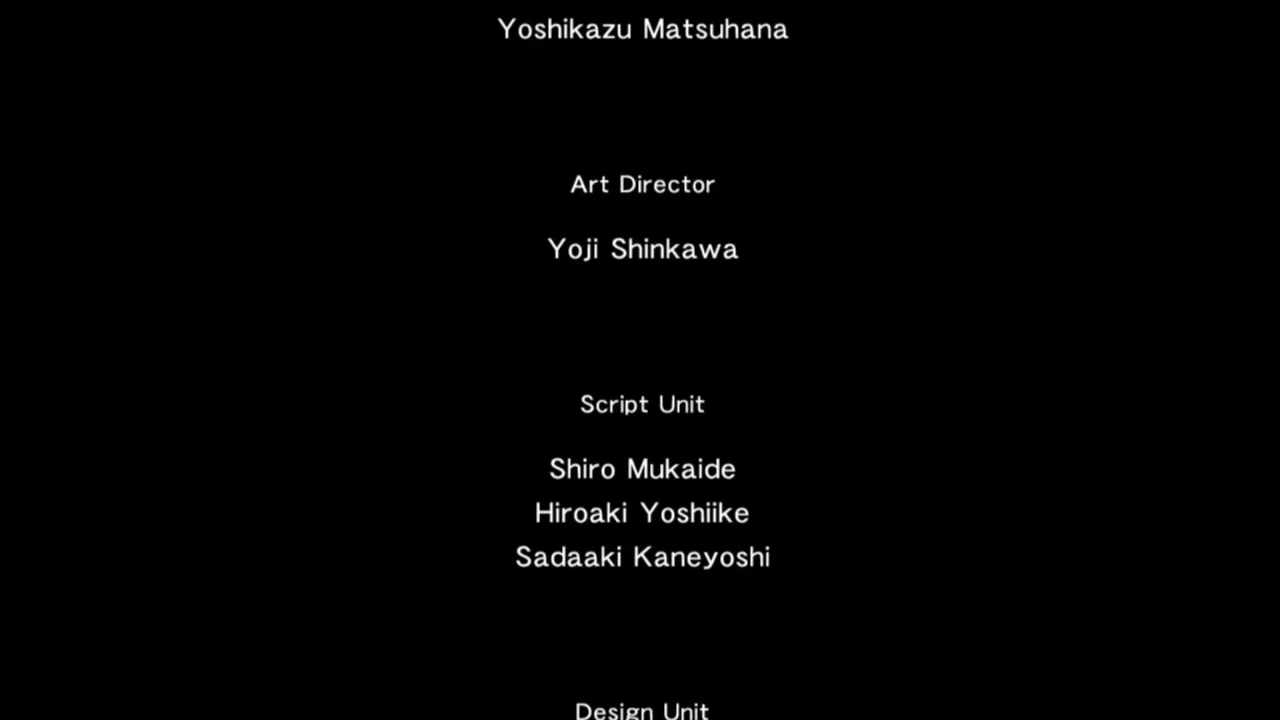 Yoshikazu Matsuhana
Art Director
Yoji Shinkawa
Script Unit
Shiro Mukaide
Hiroaki Yoshiike
Sadaaki Kaneyoshi
Design Unit